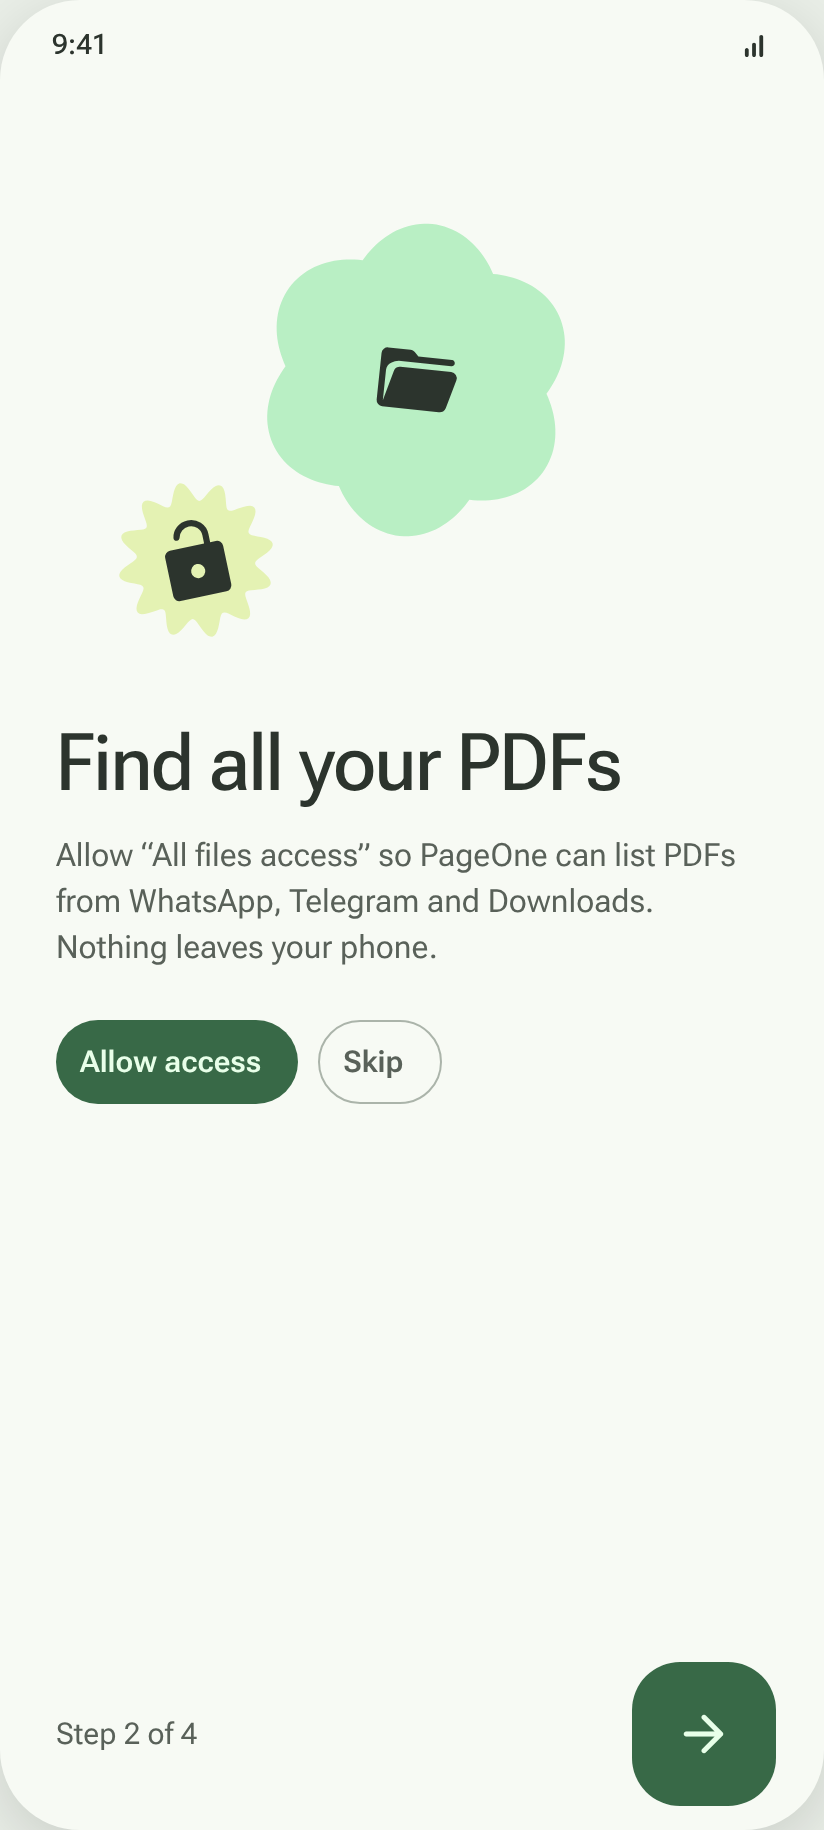 9:41
Find all your PDFs
Allow “All files access” so PageOne can list PDFs
from WhatsApp, Telegram and Downloads.
Nothing leaves your phone.
Allow access
Skip
Step 2 of 4